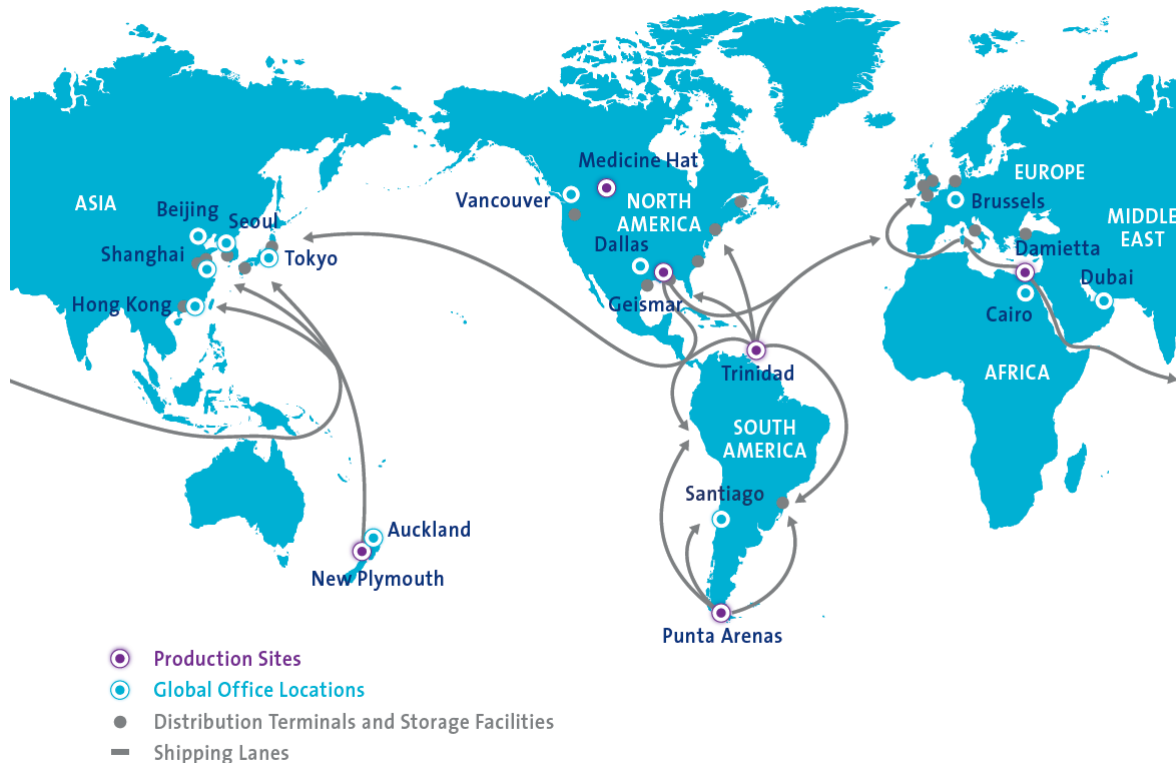 Medicine Hat
ASIA
EUROPE
Vancouver
NORTH
AMERICA
Brussels
Beijing
Seoul
MIDDLE
EAST
Shanghai
Tokyo
Dallas
Damietta
Dubai
Hong Kong
Geismar
Cairo
Trinidad
AFRICA
SOUTH
AMERICA
Santiago
Auckland
New Plymouth
Punta Arenas
Production Sites
Global Office Locations
Distribution Terminals and Storage Facilities
Shipping Lanes